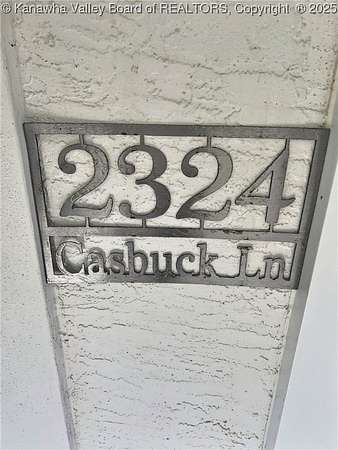 © Kanawha Valley Board of REALTORS, Copyright ® 2025
2324
Casbuck Ln